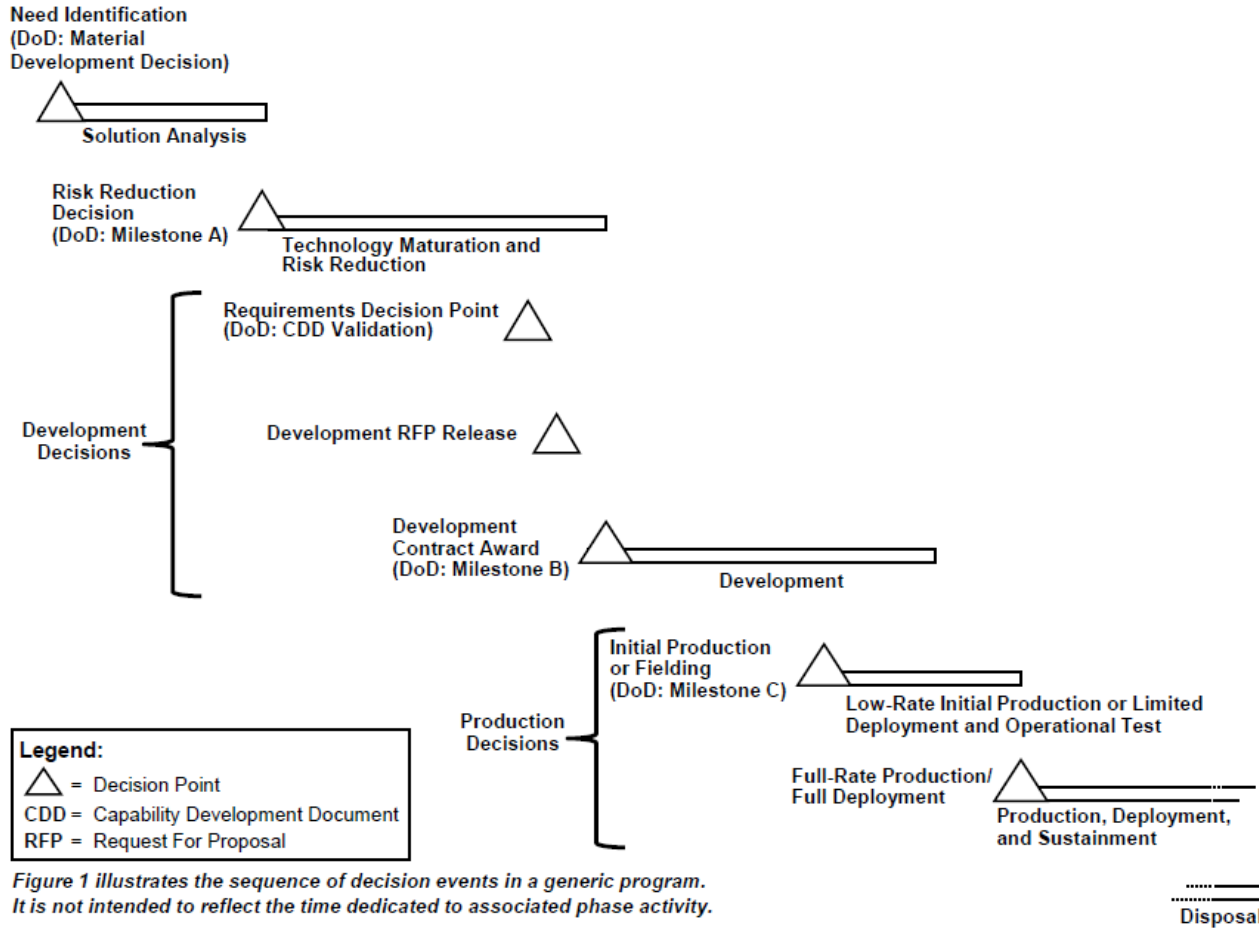 Need Identification
(DoD: Material
Development Decision)
Solution Analysis
Risk Reduction
Decision
(DoD: Milestone A)
Technology Maturation and
Risk Reduction
Requirements Decision Point
(DoD: CDD Validation)
Development
Decisions
Development RFP Release
Development
Contract Award
(DoD: Milestone B)
Development
Initial Production
or Fielding
(DoD: Milestone C)
Low-Rate Initial Production or Limited
Deployment and Operational Test
Production
Decisions
Full-Rate Production/
Full Deployment
Production, Deployment,
and Sustainment
Legend:
= Decision Point
CDD = Capability Development Document
RFP = Request For Proposal
Figure 1 illustrates the sequence of decision events in a generic program.
It is not intended to reflect the time dedicated to associated phase activity.
Disposal